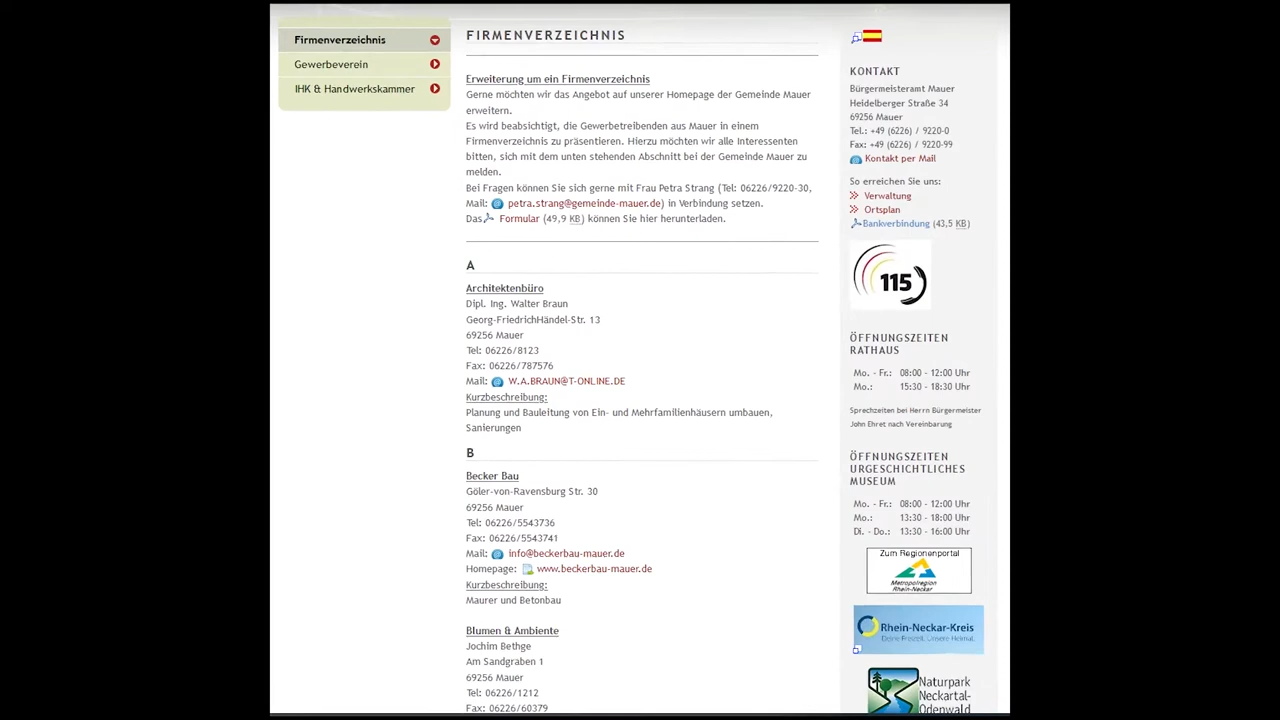 Firmenverzeichnis
Gewerbeverein
IHK & Handwerkskammer
FIRMENVERZEICHNIS
Erweiterung um ein Firmenverzeichnis
Gerne möchten wir das Angebot auf unserer Homepage der Gemeinde Mauer
erweitern.
Es wird beabsichtigt, die Gewerbetreibenden aus Mauer in einem
Firmenverzeichnis zu präsentieren. Hierzu möchten wir alle Interessenten
bitten, sich mit dem unten stehenden Abschnitt bei der Gemeinde Mauer zu
melden.
Bei Fragen können Sie sich gerne mit Frau Petra Strang (Tel: 06226/9220-30,
Mail: petra.strang@gemeinde-mauer.de) in Verbindung setzen.
Das Formular (49,9 KB) können Sie hier herunterladen.
A
Architektenbüro
Dipl. Ing. Walter Braun
Georg-FriedrichHändel-Str. 13
69256 Mauer
Tel: 06226/8123
Fax: 06226/787576
Mail: W.A.BRAUN@T-ONLINE.DE
Kurzbeschreibung:
Planung und Bauleitung von Ein- und Mehrfamilienhäusern umbauen,
Sanierungen
B
Becker Bau
Göler-von-Ravensburg Str. 30
69256 Mauer
Tel: 06226/5543736
Fax: 06226/5543741
Mail: info@beckerbau-mauer.de
Homepage: www.beckerbau-mauer.de
Kurzbeschreibung:
Maurer und Betonbau
Blumen & Ambiente
Jochim Bethge
Am Sandgraben 1
69256 Mauer
Tel: 06226/1212
Fax: 06226/60379
KONTAKT
Bürgermeisteramt Mauer
Heidelberger Straße 34
69256 Mauer
Tel.: +49 (6226) / 9220-0
Fax: +49 (6226) / 9220-99
Kontakt per Mail
So erreichen Sie uns:
Verwaltung
Ortsplan
Bankverbindung (43,5 KB)
115
ÖFFNUNGSZEITEN
RATHAUS
Mo. - Fr.: 08:00 - 12:00 Uhr
Mo.: 15:30 - 18:30 Uhr
Sprechzeiten bei Herrn Bürgermeister
John Ehret nach Vereinbarung
ÖFFNUNGSZEITEN
URGESCHICHTLICHES
MUSEUM
Mo. - Fr.: 08:00 - 12:00 Uhr
Mo.: 13:30 - 18:00 Uhr
Di. - Do.: 13:30 - 16:00 Uhr
Zum Regionenportal
Metropolregion
Rhein-Neckar
Rhein-Neckar-Kreis
Deine Freizeit. Unsere Heimat.
Naturpark
Neckartal-
Odenwald